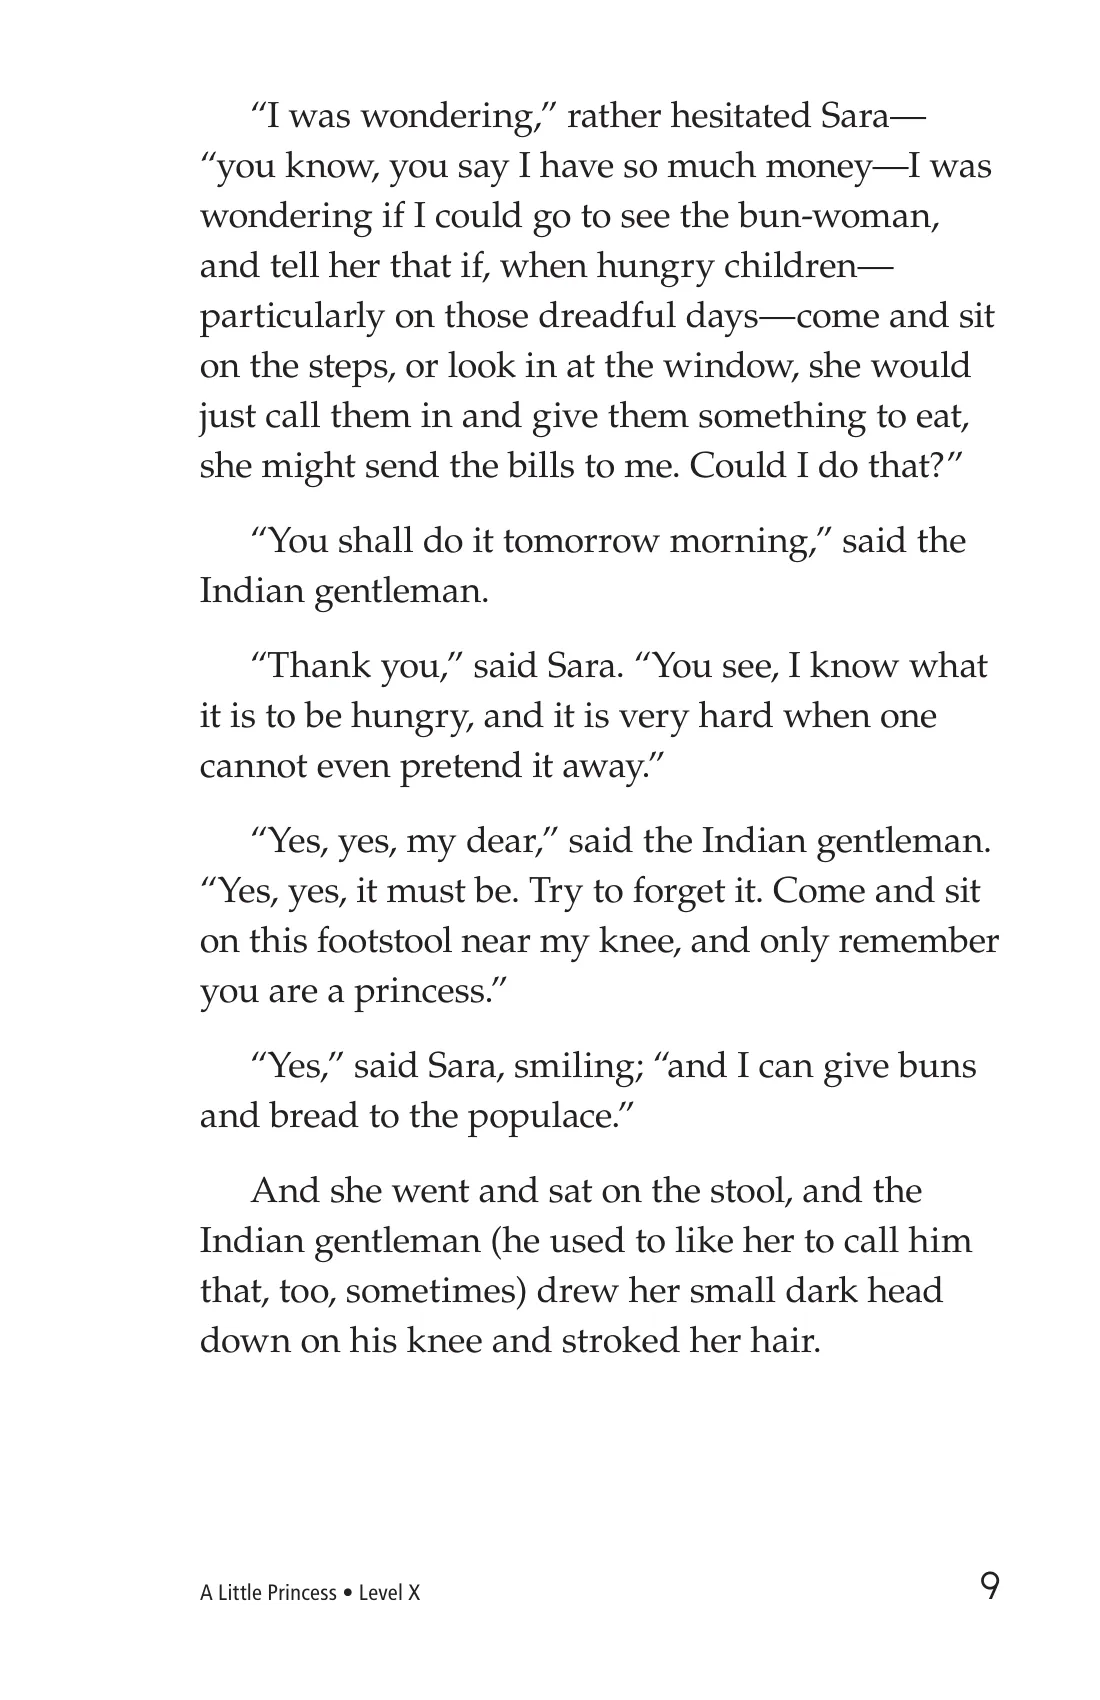 “I was wondering,” rather hesitated Sara—
“you know, you say I have so much money—I was
wondering if I could go to see the bun-woman,
and tell her that if, when hungry children—
particularly on those dreadful days—come and sit
on the steps, or look in at the window, she would
just call them in and give them something to eat,
she might send the bills to me. Could I do that?”
“You shall do it tomorrow morning,” said the
Indian gentleman.
“Thank you,” said Sara. “You see, I know what
it is to be hungry, and it is very hard when one
cannot even pretend it away.”
“Yes, yes, my dear,” said the Indian gentleman.
“Yes, yes, it must be. Try to forget it. Come and sit
on this footstool near my knee, and only remember
you are a princess.”
“Yes,” said Sara, smiling; “and I can give buns
and bread to the populace.”
And she went and sat on the stool, and the
Indian gentleman (he used to like her to call him
that, too, sometimes) drew her small dark head
down on his knee and stroked her hair.
A Little Princess • Level X
9